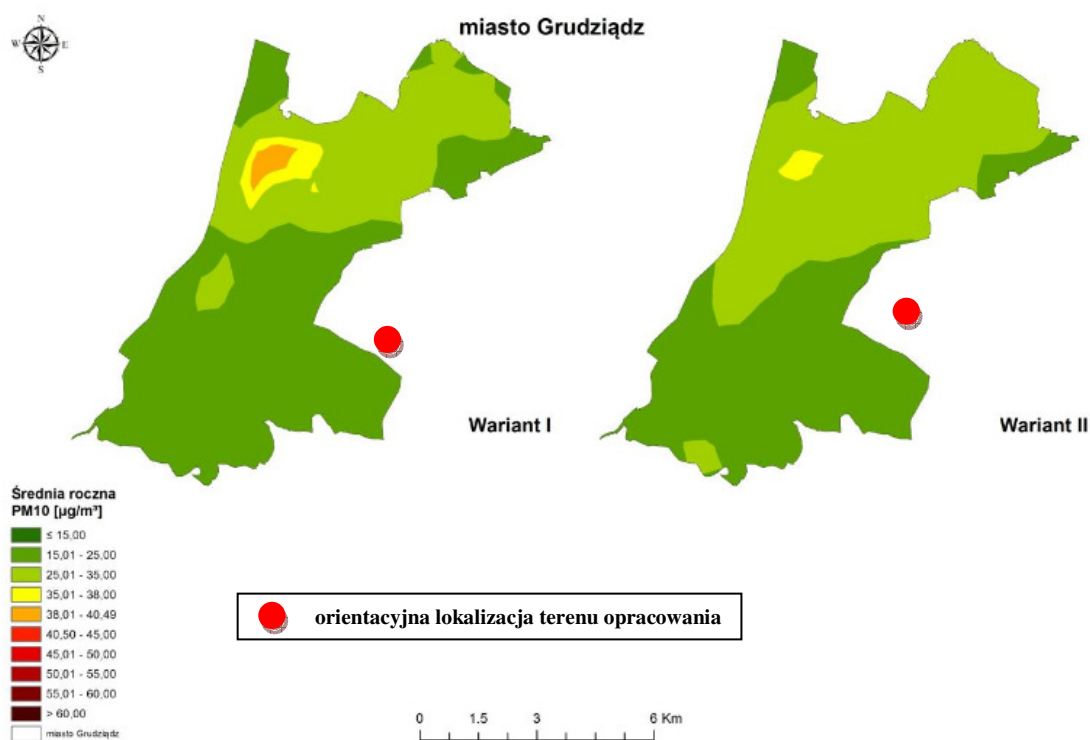 miasto Grudziądz
N
W E
S
Wariant I
Wariant II
Średnia roczna
PM10 [µg/m³]
≤ 15,00
15,01 - 25,00
25,01 - 35,00
35,01 - 38,00
38,01 - 40,49
40,50 - 45,00
45,01 - 50,00
50,01 - 55,00
55,01 - 60,00
> 60,00
miasto Grudziądz
orientacyjna lokalizacja terenu opracowania
0 1.5 3 6 Km